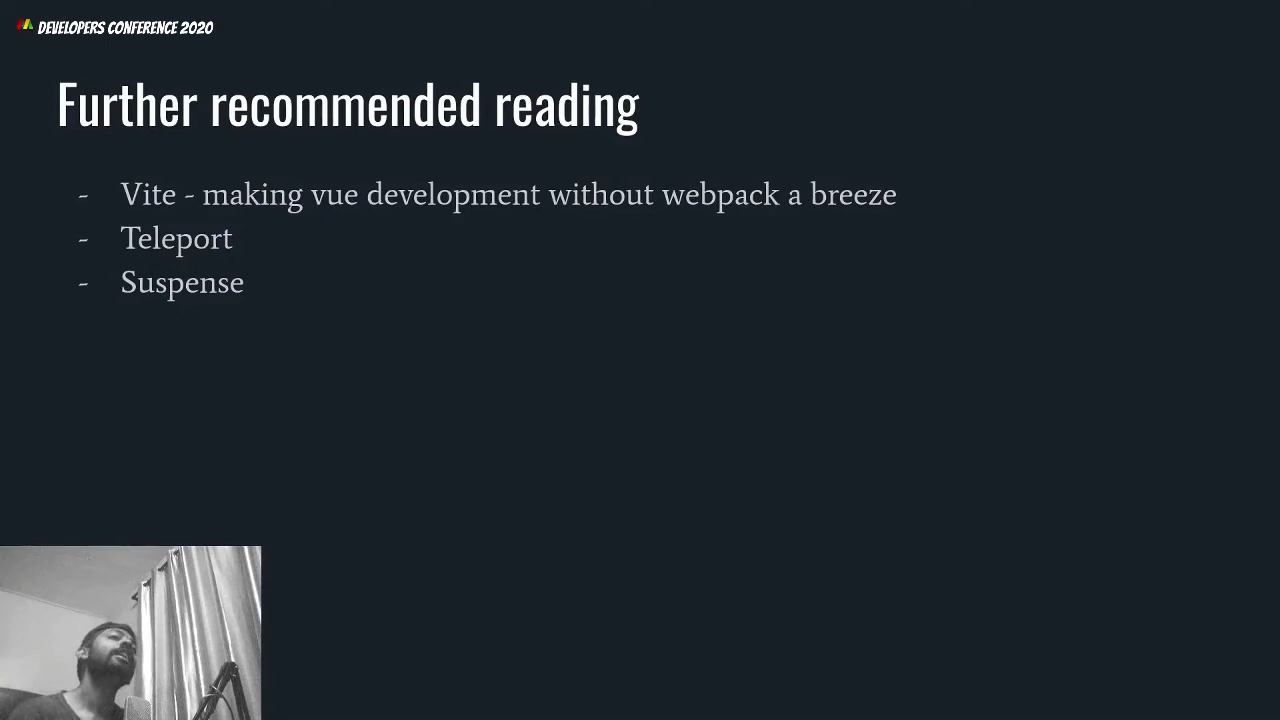 DEVELOPERS CONFERENCE 2020
Further recommended reading
- Vite - making vue development without webpack a breeze
- Teleport
- Suspense